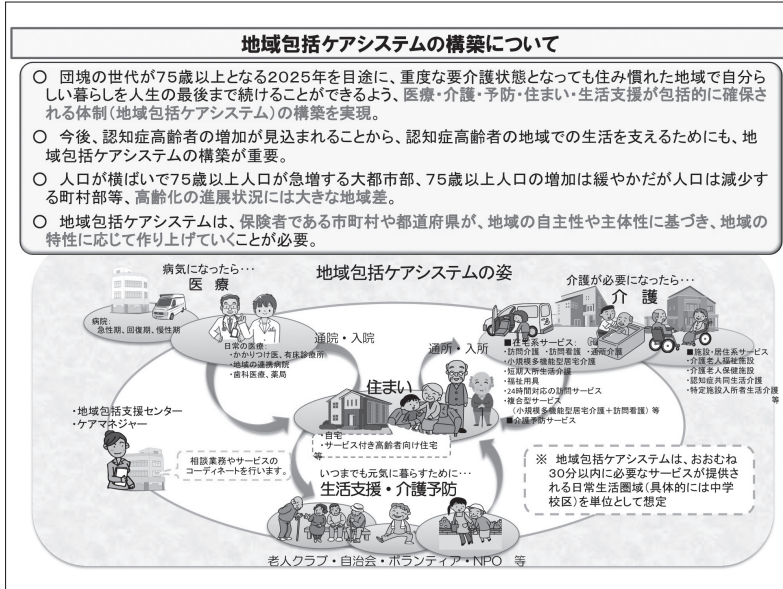 地域包括ケアシステムの構築について
○ 団塊の世代が75歳以上となる2025年を目途に、重度な要介護状態となっても住み慣れた地域で自分ら
しい暮らしを人生の最後まで続けることができるよう、医療・介護・予防・住まい・生活支援が包括的に確保
される体制(地域包括ケアシステム)の構築を実現。
○ 今後、認知症高齢者の増加が見込まれることから、認知症高齢者の地域での生活を支えるためにも、地
域包括ケアシステムの構築が重要。
○ 人口が横ばいで75歳以上人口が急増する大都市部、75歳以上人口の増加は緩やかだが人口は減少す
る町村部等、高齢化の進展状況には大きな地域差。
○ 地域包括ケアシステムは、保険者である市町村や都道府県が、地域の自主性や主体性に基づき、地域の
特性に応じて作り上げていくことが必要。
地域包括ケアシステムの姿
病気になったら･･･
医 療
病院:
急性期、回復期、慢性期
日常の医療:
・かかりつけ医、有床診療所
・地域の連携病院
・歯科医療、薬局
通院・入院
通所・入所
介護が必要になったら･･･
介 護
■在宅系サービス:
・訪問介護 ・訪問看護 ・通所介護
・小規模多機能型居宅介護
・短期入所生活介護
・福祉用具
・24時間対応の訪問サービス
・複合型サービス
(小規模多機能型居宅介護+訪問看護) 等
■介護予防サービス
■施設・居住系サービス
・介護老人福祉施設
・介護老人保健施設
・認知症共同生活介護
・特定施設入所者生活介護
等
住まい
・自宅
・サービス付き高齢者向け住宅
等
・地域包括支援センター
・ケアマネジャー
相談業務やサービスの
コーディネートを行います。
いつまでも元気に暮らすために･･･
生活支援・介護予防
老人クラブ・自治会・ボランティア・NPO 等
※ 地域包括ケアシステムは、おおむね
30分以内に必要なサービスが提供さ
れる日常生活圏域(具体的には中学
校区)を単位として想定